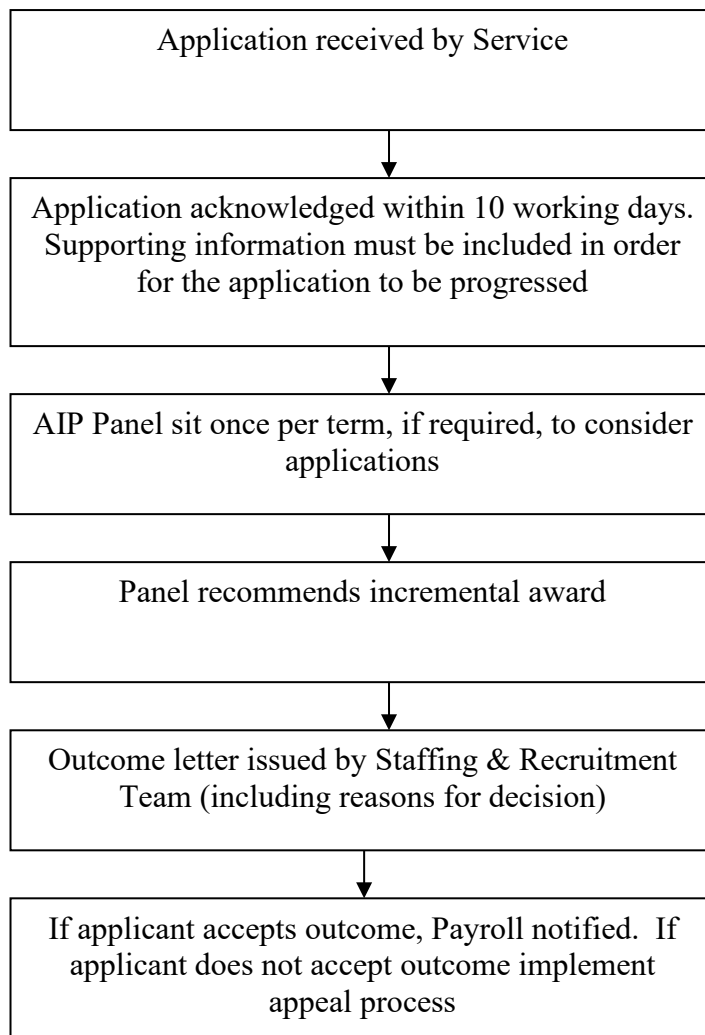 Application received by Service
Application acknowledged within 10 working days.
Supporting information must be included in order
for the application to be progressed
AIP Panel sit once per term, if required, to consider
applications
Panel recommends incremental award
Outcome letter issued by Staffing & Recruitment
Team (including reasons for decision)
If applicant accepts outcome, Payroll notified.  If
applicant does not accept outcome implement
appeal process